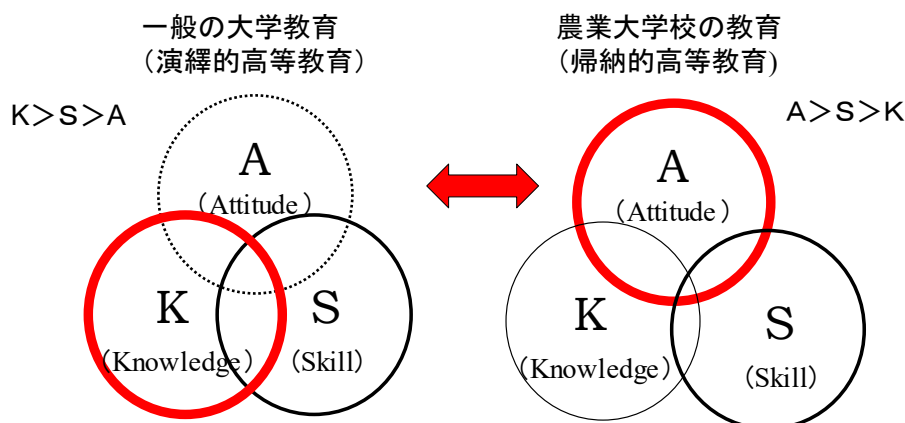 一般の大学教育
（演繹的高等教育）
K＞S＞A
A
（Attitude）
K
（Knowledge）
S
（Skill）
農業大学校の教育
（帰納的高等教育)
A＞S＞K
A
（Attitude）
K
（Knowledge）
S
（Skill）